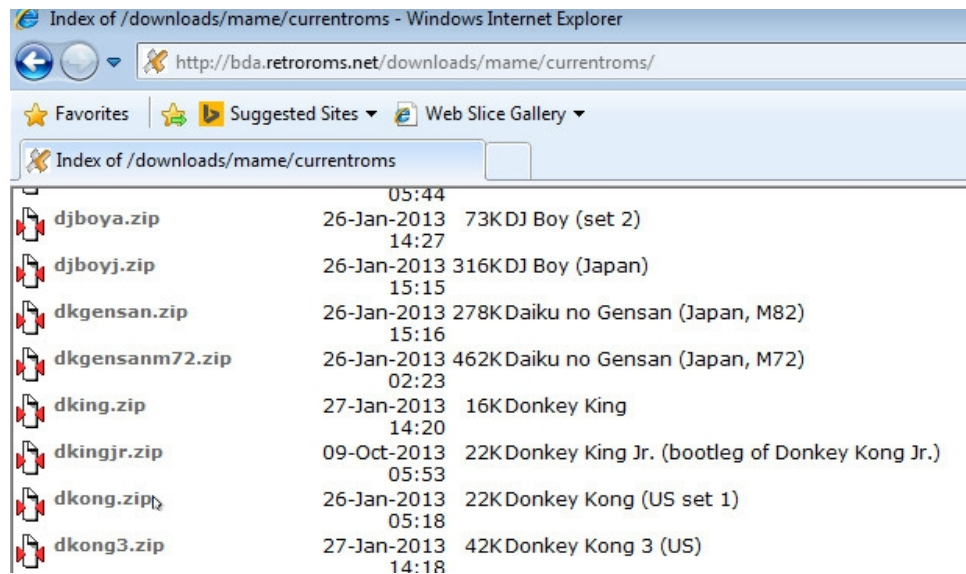 Index of /downloads/mame/currentroms - Windows Internet Explorer
http://bda.retroroms.net/downloads/mame/currentroms/
Favorites Suggested Sites Web Slice Gallery
Index of /downloads/mame/currentroms
05:44
djboya.zip 26-Jan-2013 73K DJ Boy (set 2)
14:27
djboyj.zip 26-Jan-2013 316K DJ Boy (Japan)
15:15
dkgensan.zip 26-Jan-2013 278K Daiku no Gensan (Japan, M82)
15:16
dkgensanm72.zip 26-Jan-2013 462K Daiku no Gensan (Japan, M72)
02:23
dking.zip 27-Jan-2013 16K Donkey King
14:20
dkingjr.zip 09-Oct-2013 22K Donkey King Jr. (bootleg of Donkey Kong Jr.)
05:53
dkong.zip 26-Jan-2013 22K Donkey Kong (US set 1)
05:18
dkong3.zip 27-Jan-2013 42K Donkey Kong 3 (US)
14:18